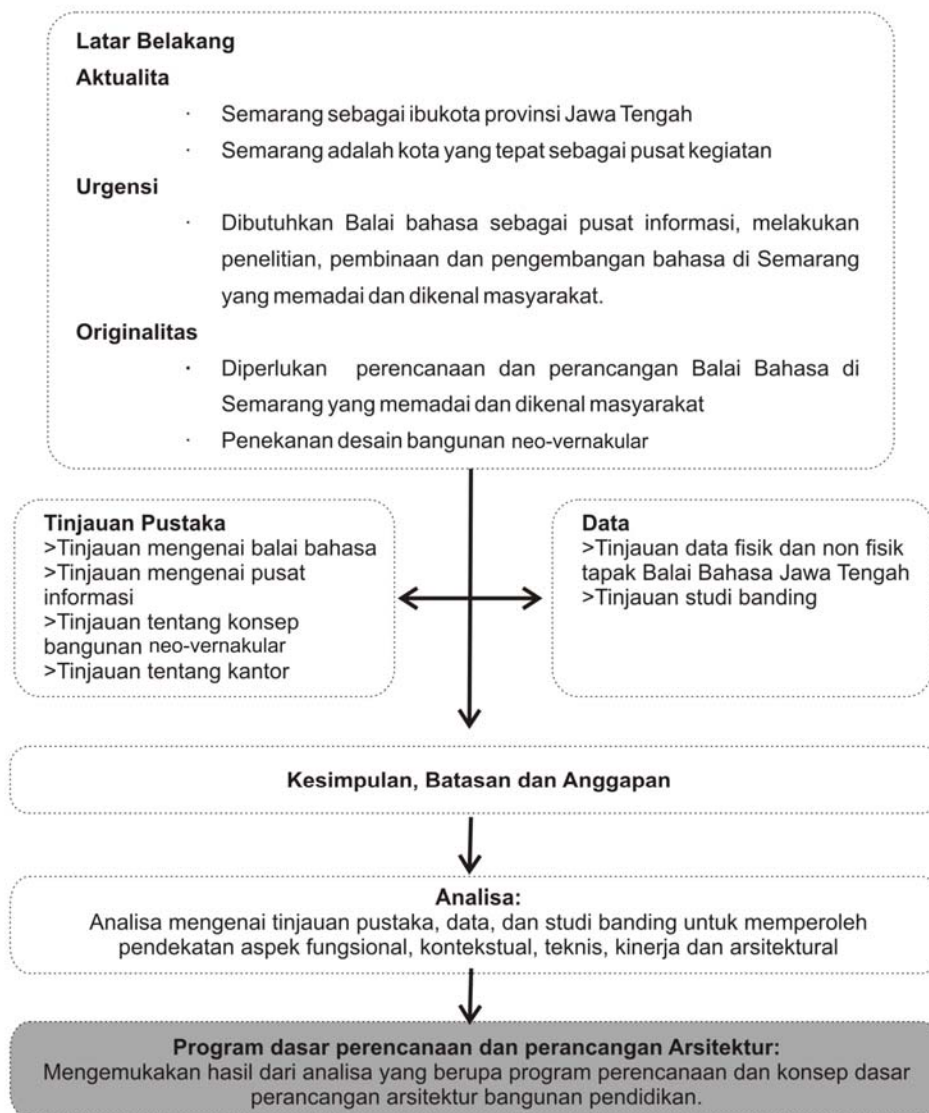 Latar Belakang
Aktualita
· Semarang sebagai ibukota provinsi Jawa Tengah
· Semarang adalah kota yang tepat sebagai pusat kegiatan
Urgensi
· Dibutuhkan Balai bahasa sebagai pusat informasi, melakukan
penelitian, pembinaan dan pengembangan bahasa di Semarang
yang memadai dan dikenal masyarakat.
Originalitas
· Diperlukan perencanaan dan perancangan Balai Bahasa di
Semarang yang memadai dan dikenal masyarakat
· Penekanan desain bangunan neo-vernakular
Tinjauan Pustaka
>Tinjauan mengenai balai bahasa
>Tinjauan mengenai pusat
informasi
>Tinjauan tentang konsep
bangunan neo-vernakular
>Tinjauan tentang kantor
Data
>Tinjauan data fisik dan non fisik
tapak Balai Bahasa Jawa Tengah
>Tinjauan studi banding
Kesimpulan, Batasan dan Anggapan
Analisa:
Analisa mengenai tinjauan pustaka, data, dan studi banding untuk memperoleh
pendekatan aspek fungsional, kontekstual, teknis, kinerja dan arsitektural
Program dasar perencanaan dan perancangan Arsitektur:
Mengemukakan hasil dari analisa yang berupa program perencanaan dan konsep dasar
perancangan arsitektur bangunan pendidikan.